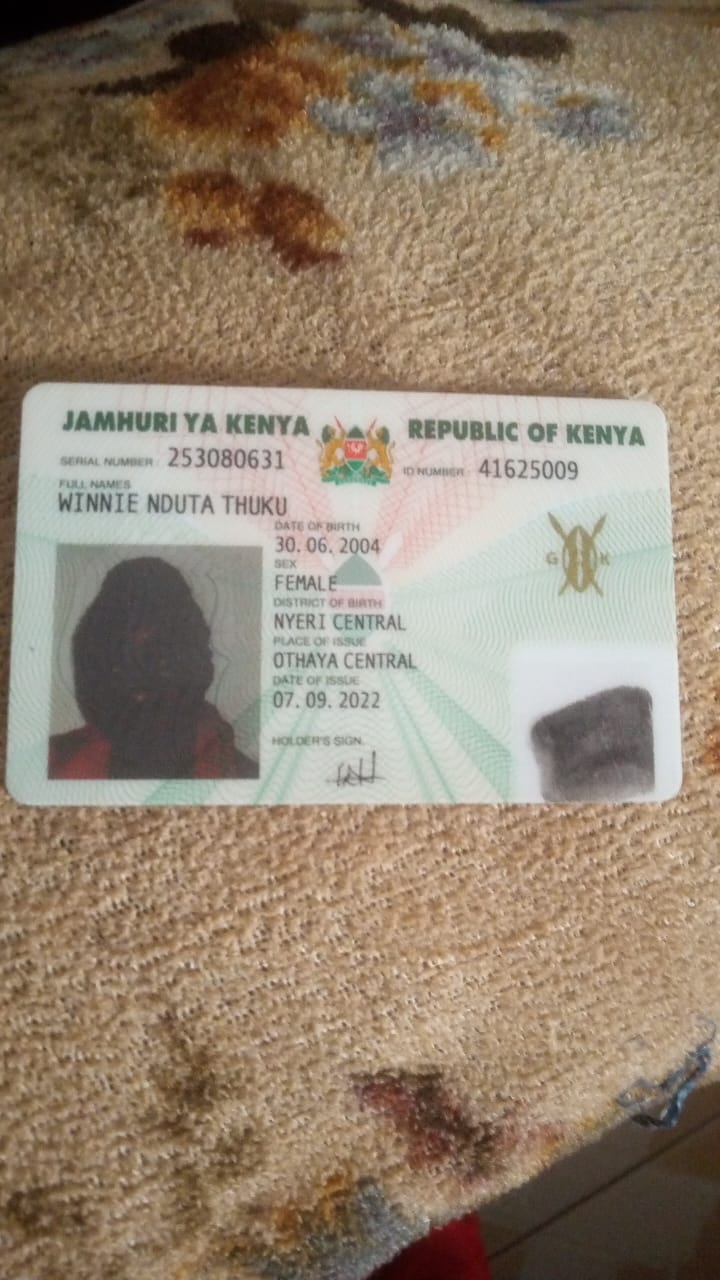 JAMHURI YA KENYA REPUBLIC OF KENYA
SERIAL NUMBER: 253080631 ID NUMBER: 41625009
FULL NAMES
WINNIE NDUTA THUKU
DATE OF BIRTH
30. 06. 2004
SEX
FEMALE
G K
DISTRICT OF BIRTH
NYERI CENTRAL
PLACE OF ISSUE
OTHAYA CENTRAL
DATE OF ISSUE
07. 09. 2022
HOLDER'S SIGN.